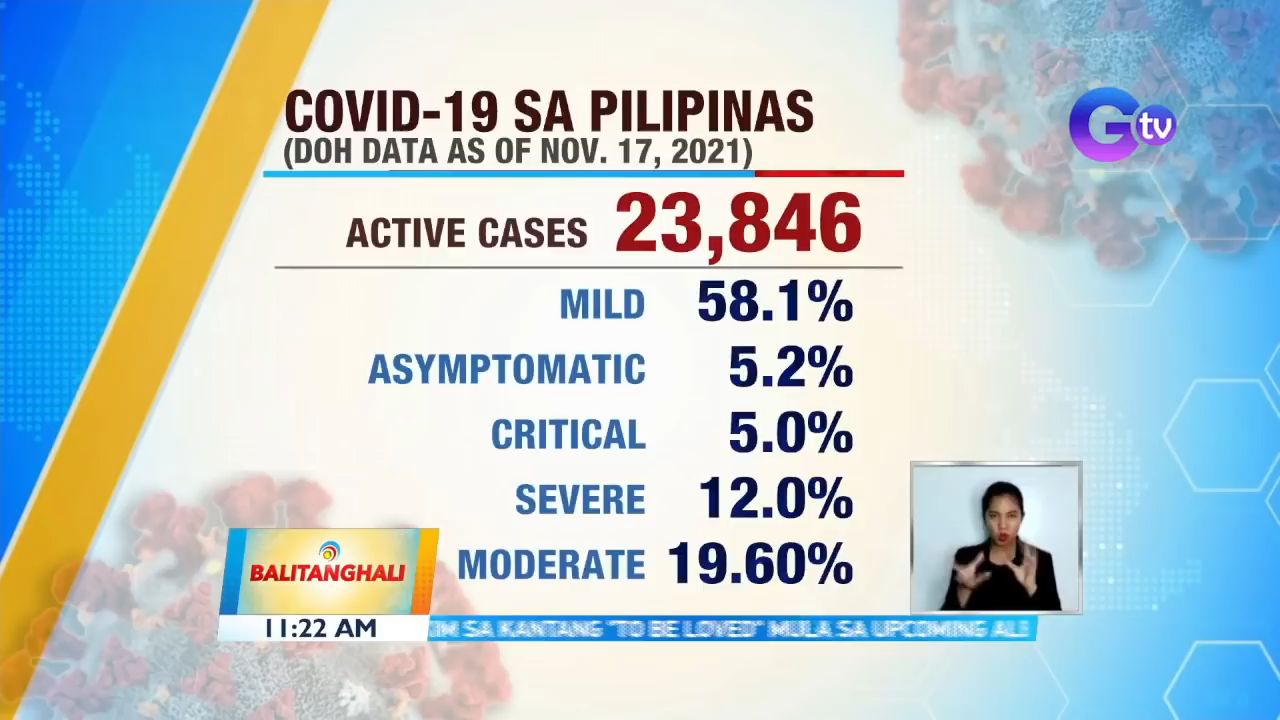 COVID-19 SA PILIPINAS
(DOH DATA AS OF NOV. 17, 2021)
Gtv
ACTIVE CASES 23,846
MILD 58.1%
ASYMPTOMATIC 5.2%
CRITICAL 5.0%
SEVERE 12.0%
MODERATE 19.60%
BALITANGHALI
11:22 AM
SA KANTANG "TO BE LOVED" MULA SA UPCOMING